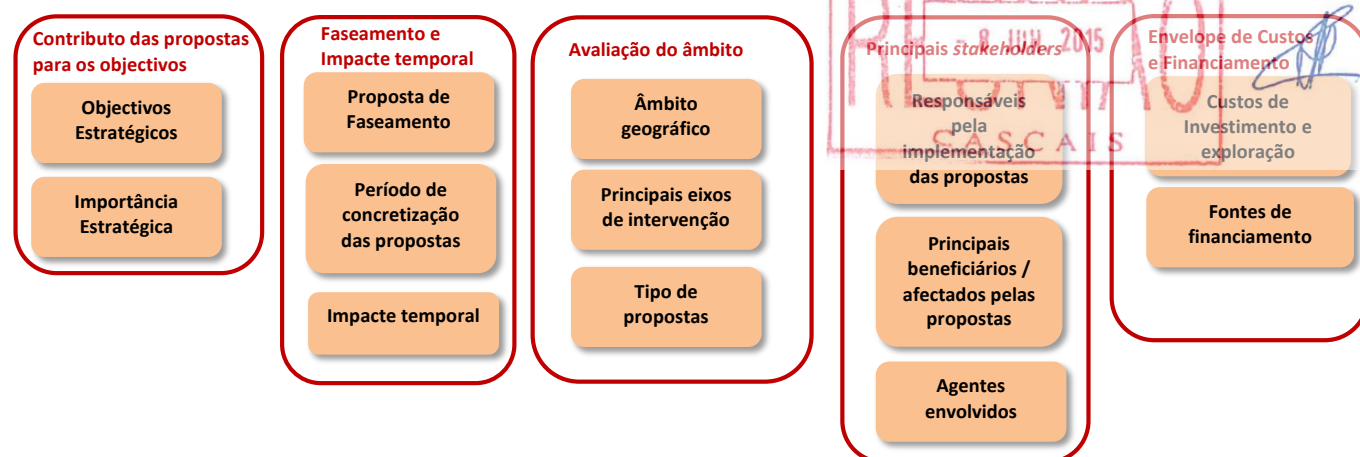 Contributo das propostas
para os objectivos
Objectivos
Estratégicos
Importância
Estratégica
Faseamento e
Impacte temporal
Proposta de
Faseamento
Período de
concretização
das propostas
Impacte temporal
Avaliação do âmbito
Âmbito
geográfico
Principais eixos
de intervenção
Tipo de
propostas
Principais stakeholders
Responsáveis
pela
implementação
das propostas
Principais
beneficiários /
afectados pelas
propostas
Agentes
envolvidos
Envelope de Custos
e Financiamento
Custos de
Investimento e
exploração
Fontes de
financiamento
- 8 JUN. 2015
CASCAIS